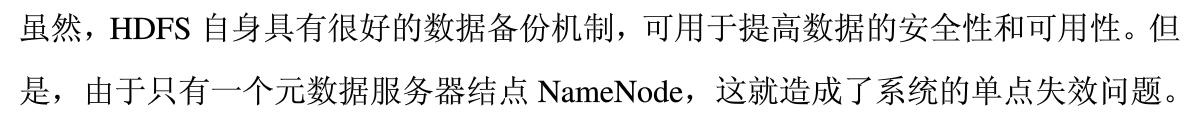 虽然，HDFS 自身具有很好的数据备份机制，可用于提高数据的安全性和可用性。但
是，由于只有一个元数据服务器结点 NameNode，这就造成了系统的单点失效问题。